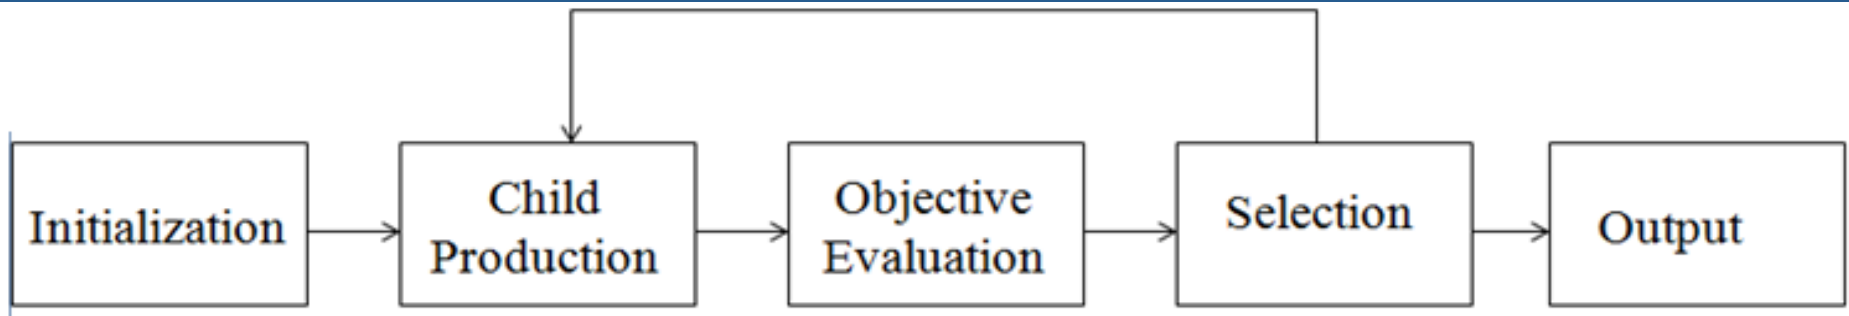 Initialization
Child
Production
Objective
Evaluation
Selection
Output